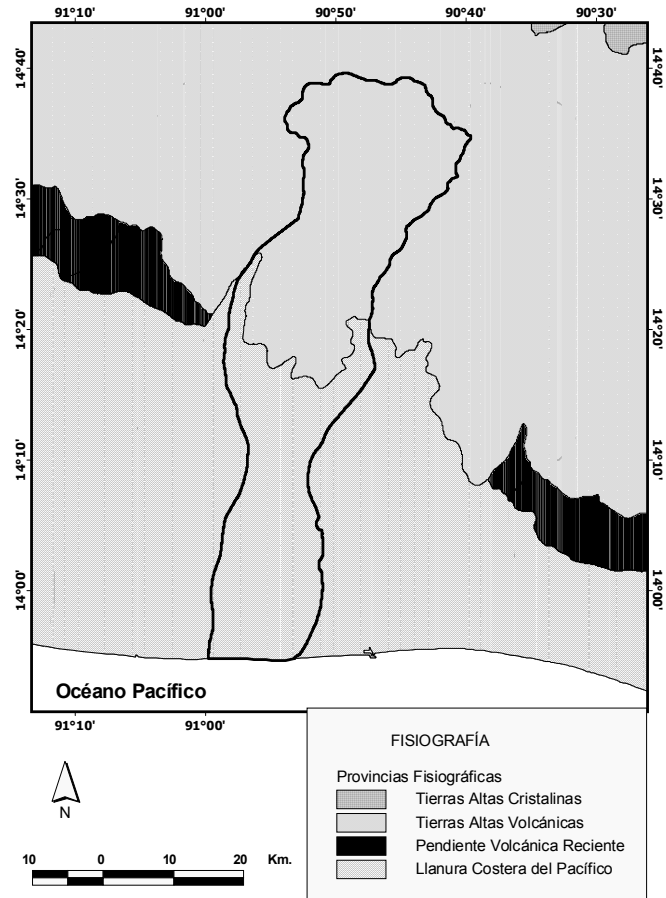 91°10' 91°00' 90°50' 90°40' 90°30'
14°40' 14°40'
14°30' 14°30'
14°20' 14°20'
14°10' 14°10'
14°00' 14°00'
Océano Pacífico
91°10' 91°00'
FISIOGRAFÍA
Provincias Fisiográficas
Tierras Altas Cristalinas
Tierras Altas Volcánicas
Pendiente Volcánica Reciente
Llanura Costera del Pacífico
N
10 0 10 20 Km.